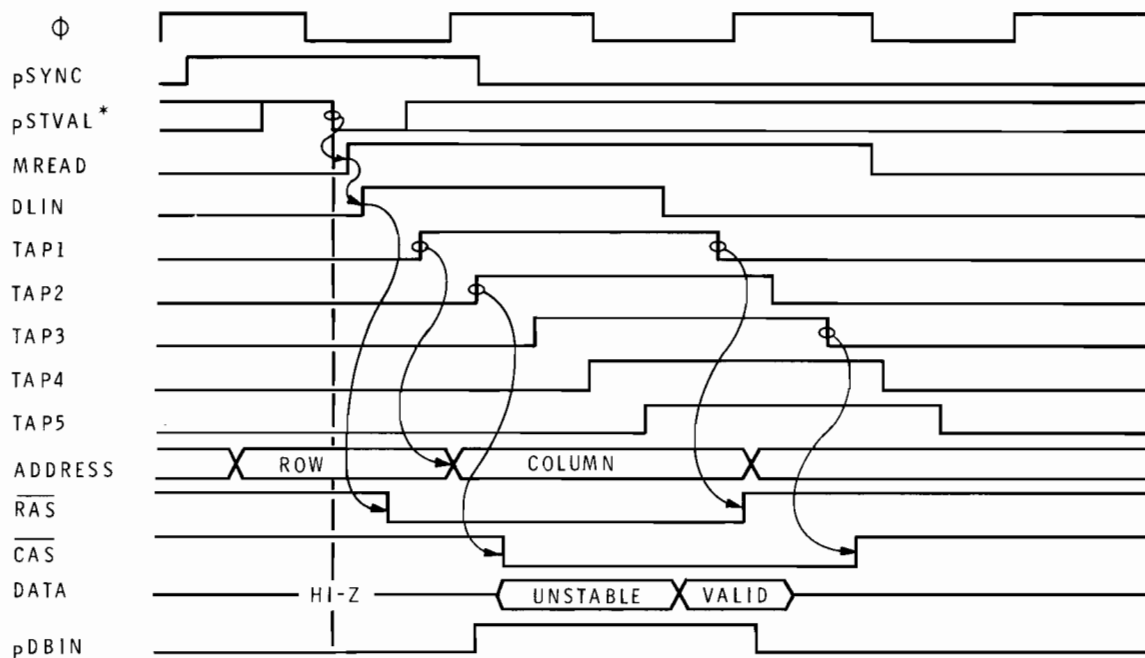 Φ
pSYNC
pSTVAL*
MREAD
DLIN
TAP1
TAP2
TAP3
TAP4
TAP5
ADDRESS ROW COLUMN
RAS
CAS
DATA HI-Z UNSTABLE VALID
pDBIN